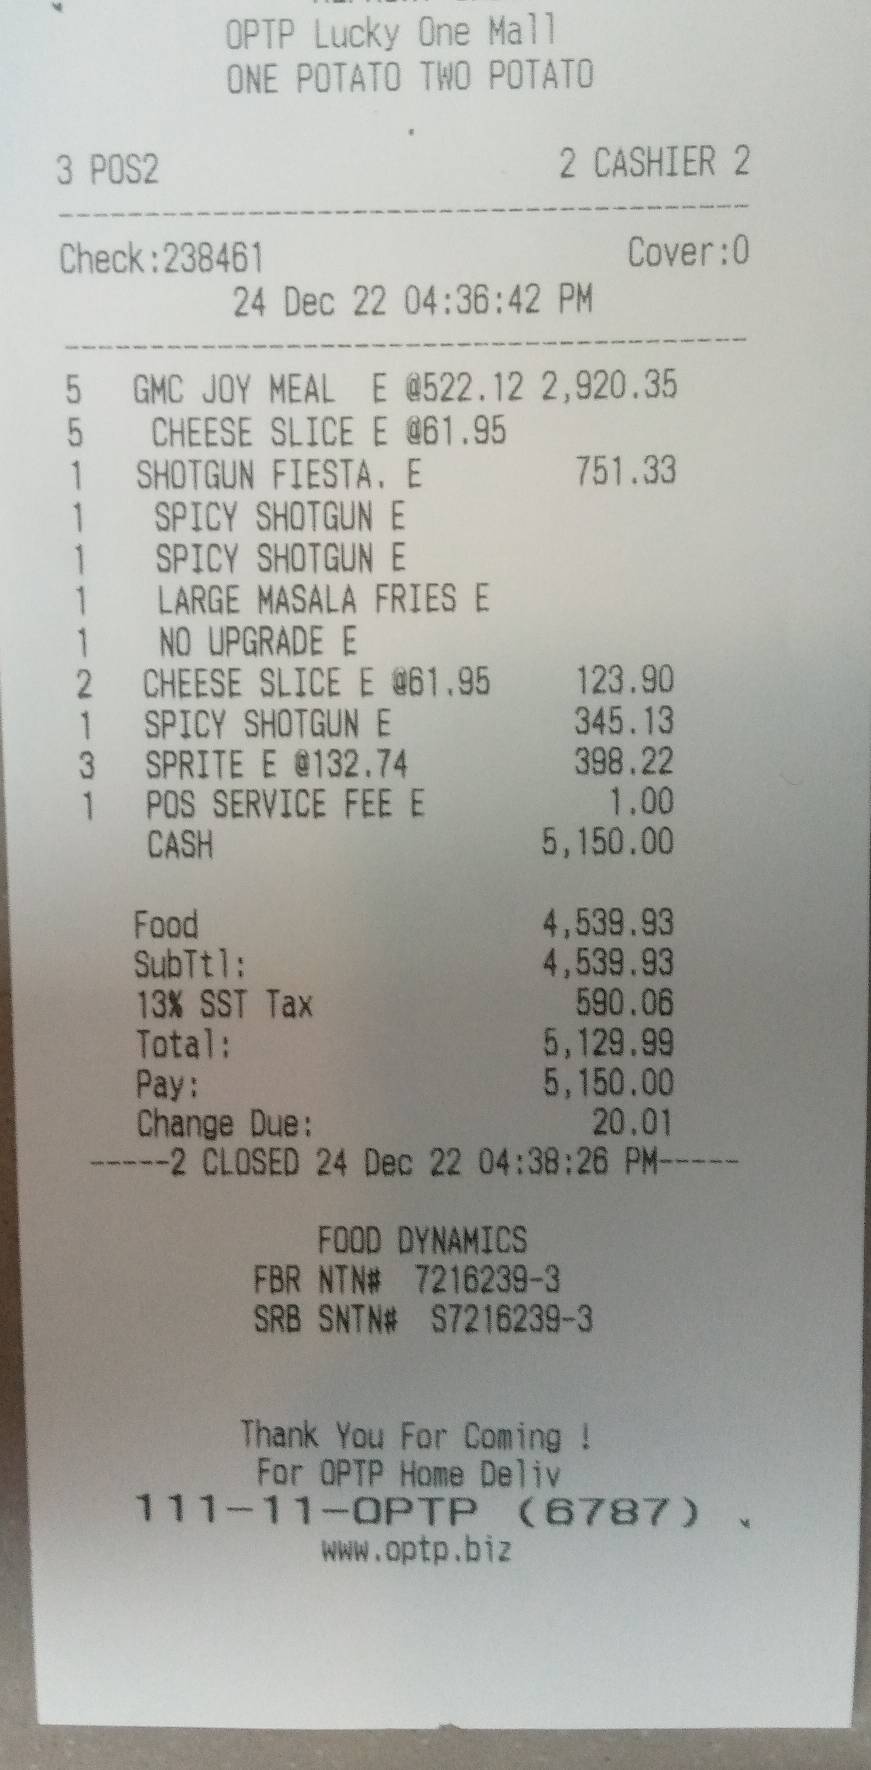 OPTP Lucky One Mall
ONE POTATO TWO POTATO
3 POS2 2 CASHIER 2
Check:238461 Cover:0
24 Dec 22 04:36:42 PM
5 GMC JOY MEAL E @522.12 2,920.35
5 CHEESE SLICE E @61.95
1 SHOTGUN FIESTA. E 751.33
1 SPICY SHOTGUN E
1 SPICY SHOTGUN E
1 LARGE MASALA FRIES E
1 NO UPGRADE E
2 CHEESE SLICE E @61.95 123.90
1 SPICY SHOTGUN E 345.13
3 SPRITE E @132.74 398.22
1 POS SERVICE FEE E 1.00
CASH 5,150.00
Food 4,539.93
SubTtl: 4,539.93
13% SST Tax 590.06
Total: 5,129.99
Pay: 5,150.00
Change Due: 20.01
-----2 CLOSED 24 Dec 22 04:38:26 PM-----
FOOD DYNAMICS
FBR NTN# 7216239-3
SRB SNTN# S7216239-3
Thank You For Coming !
For OPTP Home Deliv
111-11-OPTP (6787)
www.optp.biz